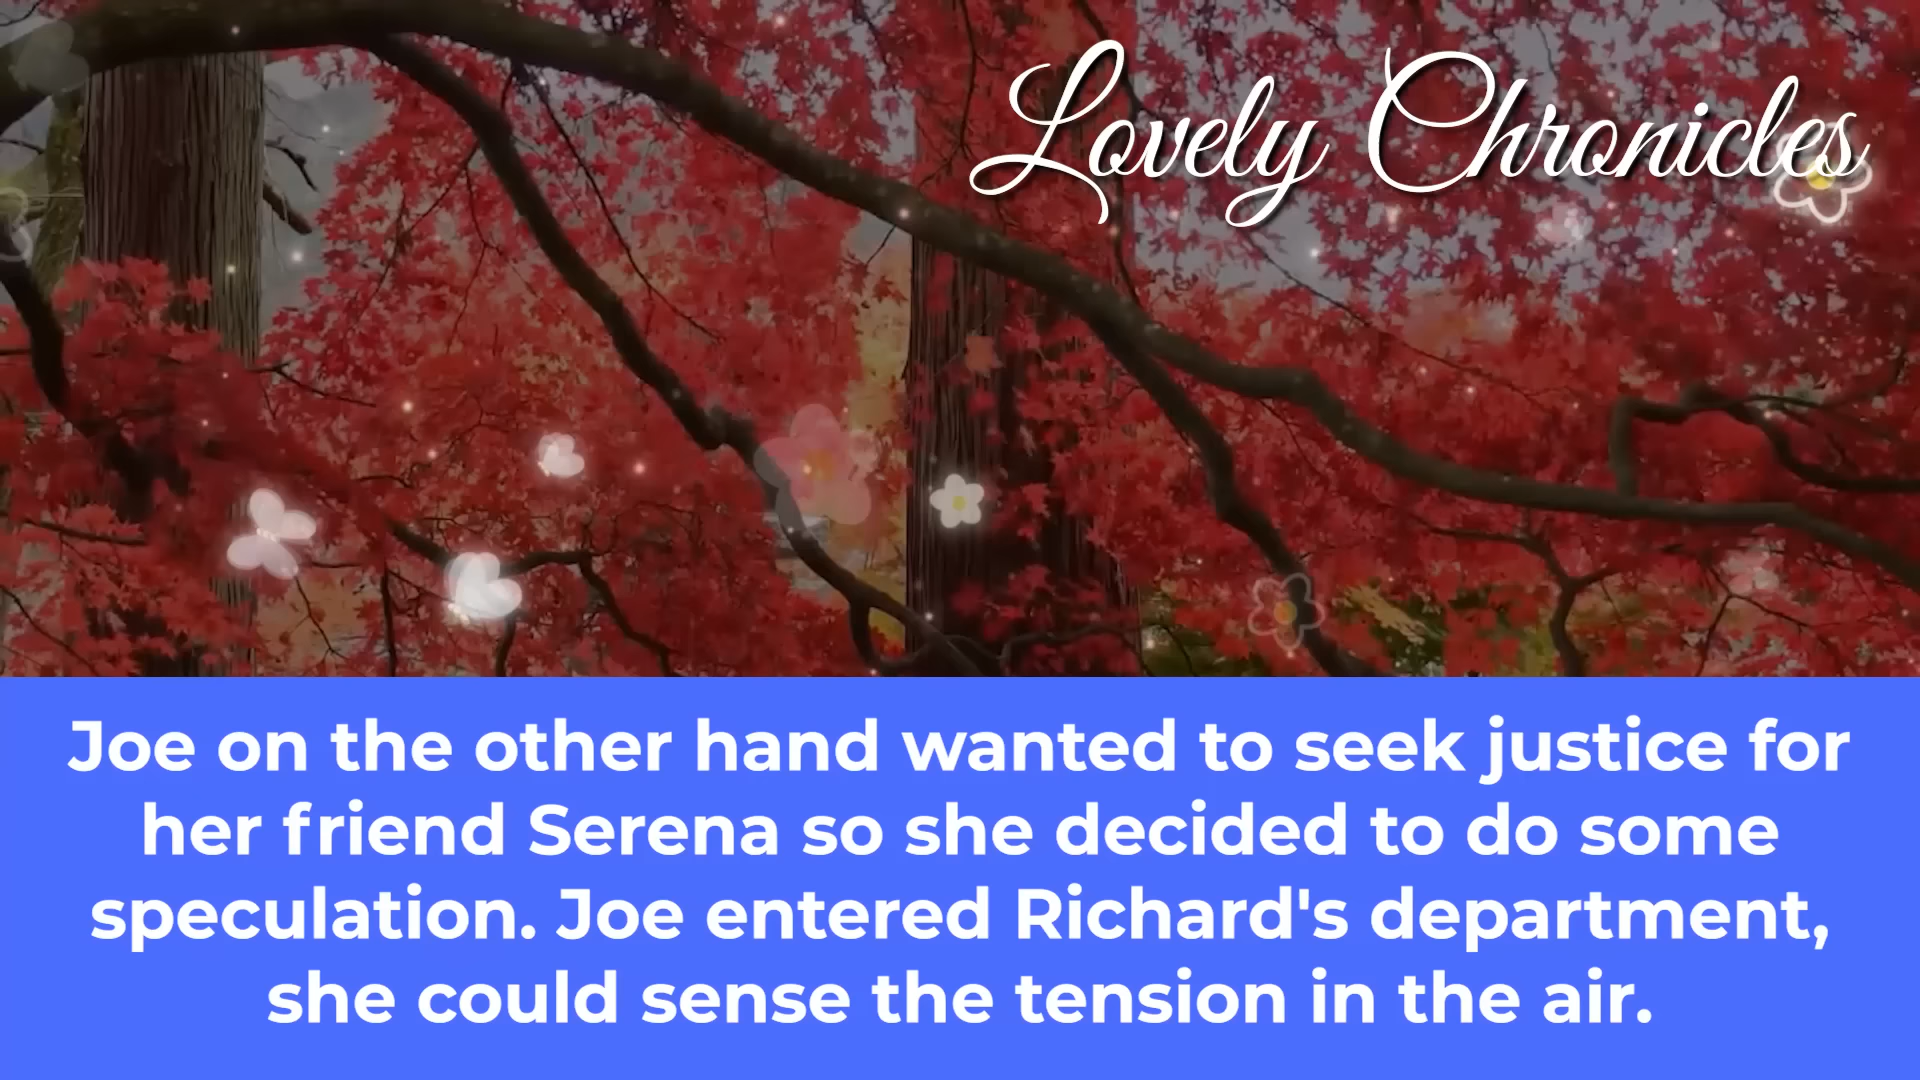 Lovely Chronicles
Joe on the other hand wanted to seek justice for
her friend Serena so she decided to do some
speculation. Joe entered Richard's department,
she could sense the tension in the air.